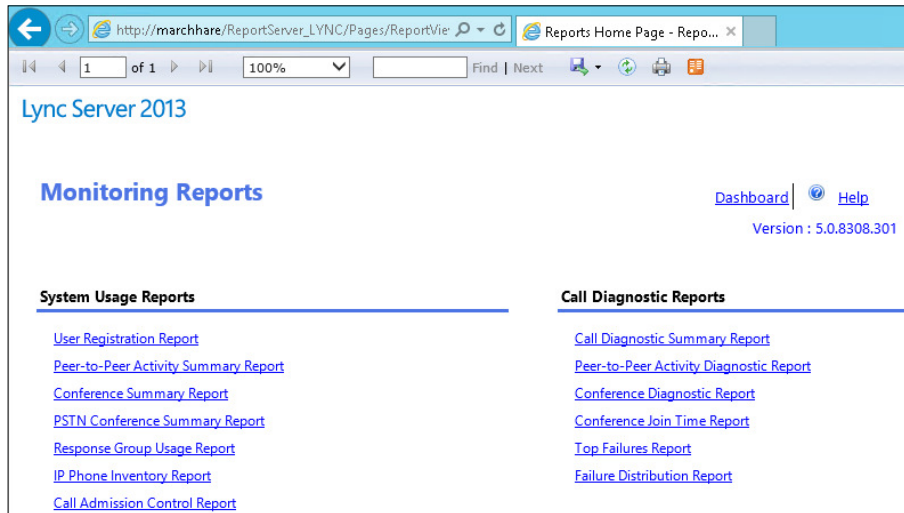 http://marchhare/ReportServer_LYNC/Pages/ReportVie
Reports Home Page - Repo...
1 of 1 100% Find | Next
Lync Server 2013
Monitoring Reports
Dashboard Help
Version : 5.0.8308.301
System Usage Reports
User Registration Report
Peer-to-Peer Activity Summary Report
Conference Summary Report
PSTN Conference Summary Report
Response Group Usage Report
IP Phone Inventory Report
Call Admission Control Report
Call Diagnostic Reports
Call Diagnostic Summary Report
Peer-to-Peer Activity Diagnostic Report
Conference Diagnostic Report
Conference Join Time Report
Top Failures Report
Failure Distribution Report